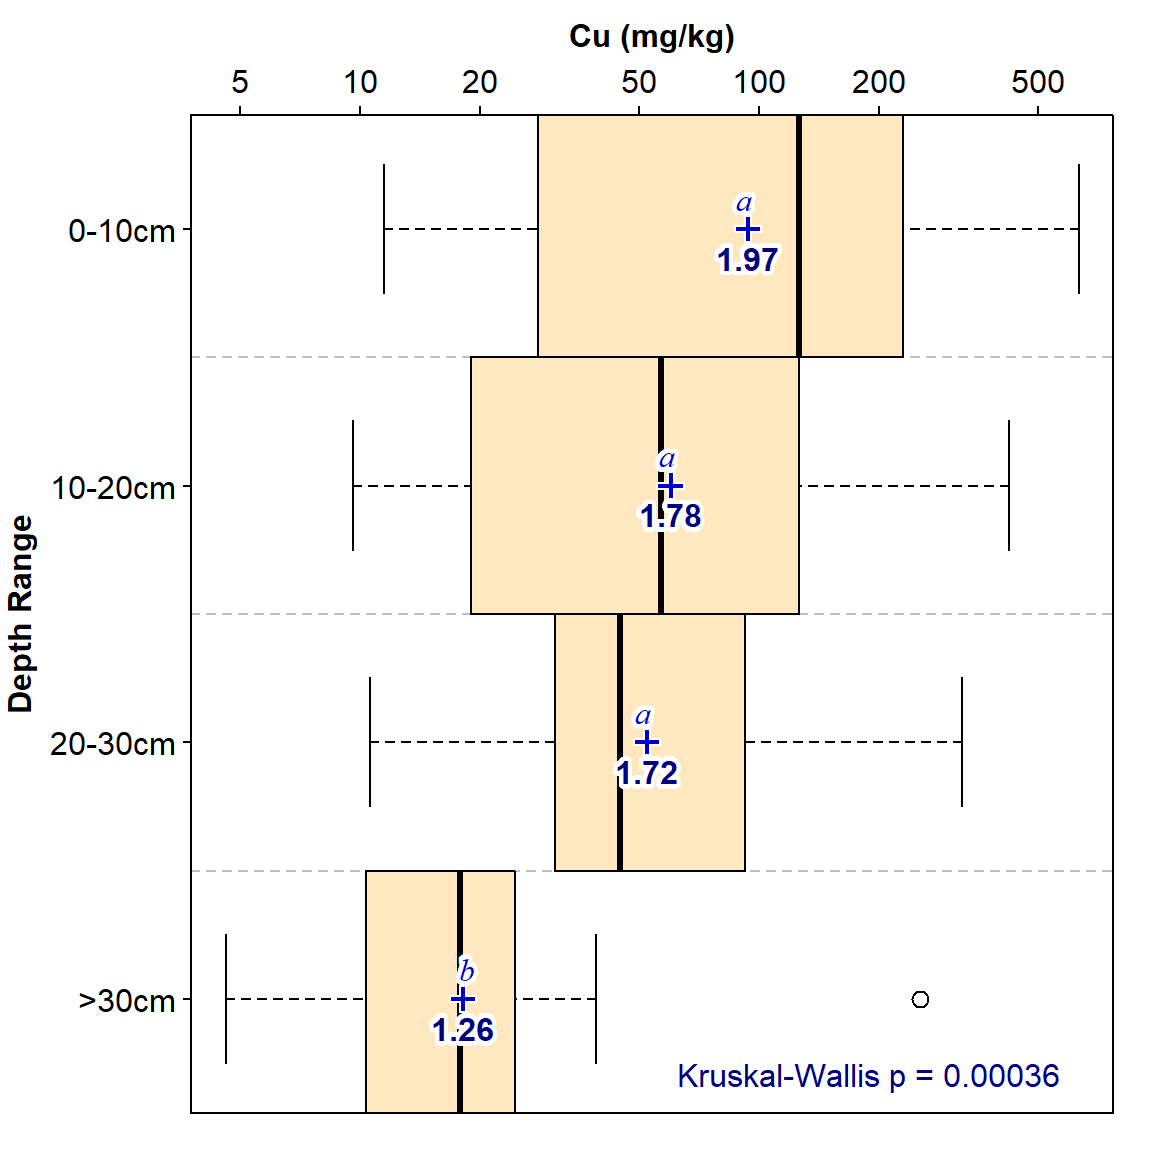 Cu (mg/kg)
5 10 20 50 100 200 500
Depth Range
0-10cm
a
1.97
10-20cm
a
1.78
20-30cm
a
1.72
>30cm
b
1.26
Kruskal-Wallis p = 0.00036